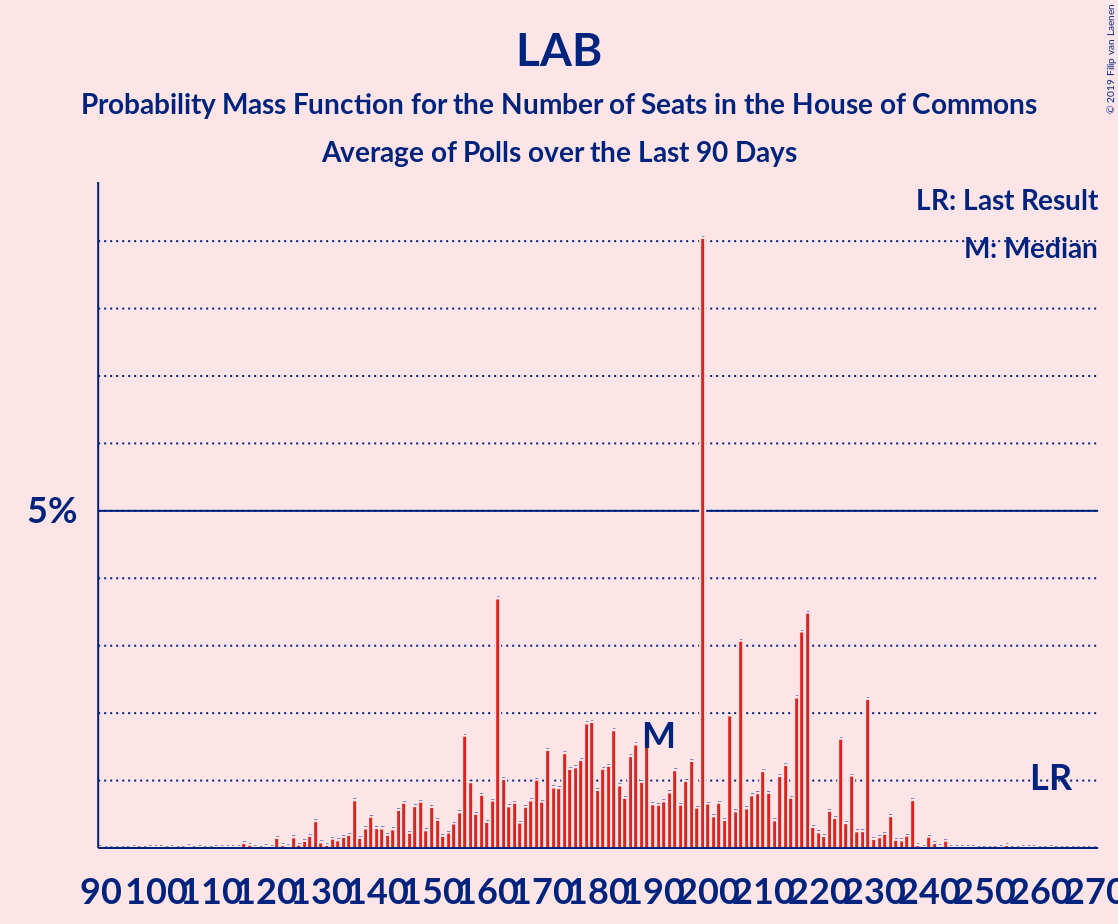 LAB
Probability Mass Function for the Number of Seats in the House of Commons
Average of Polls over the Last 90 Days
© 2019 Filip van Laenen
LR: Last Result
M: Median
5%
M
LR
90 100 110 120 130 140 150 160 170 180 190 200 210 220 230 240 250 260 270